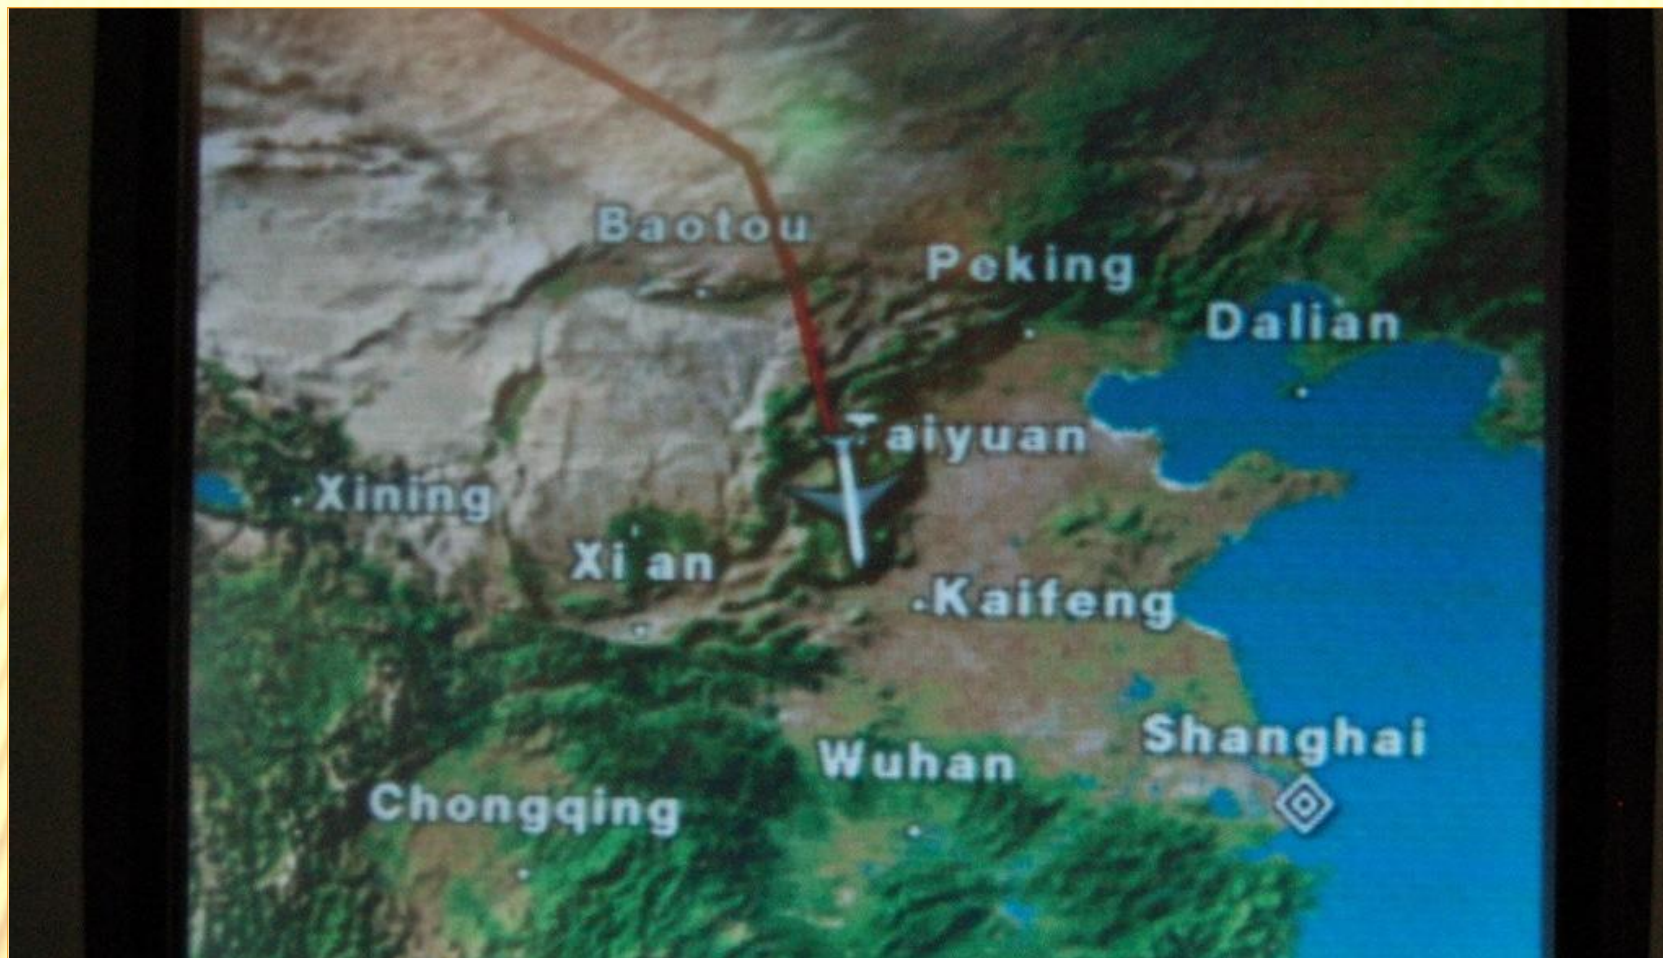 Baotou
Peking
Dalian
Taiyuan
Xining
Xi an
Kaifeng
Shanghai
Wuhan
Chongqing